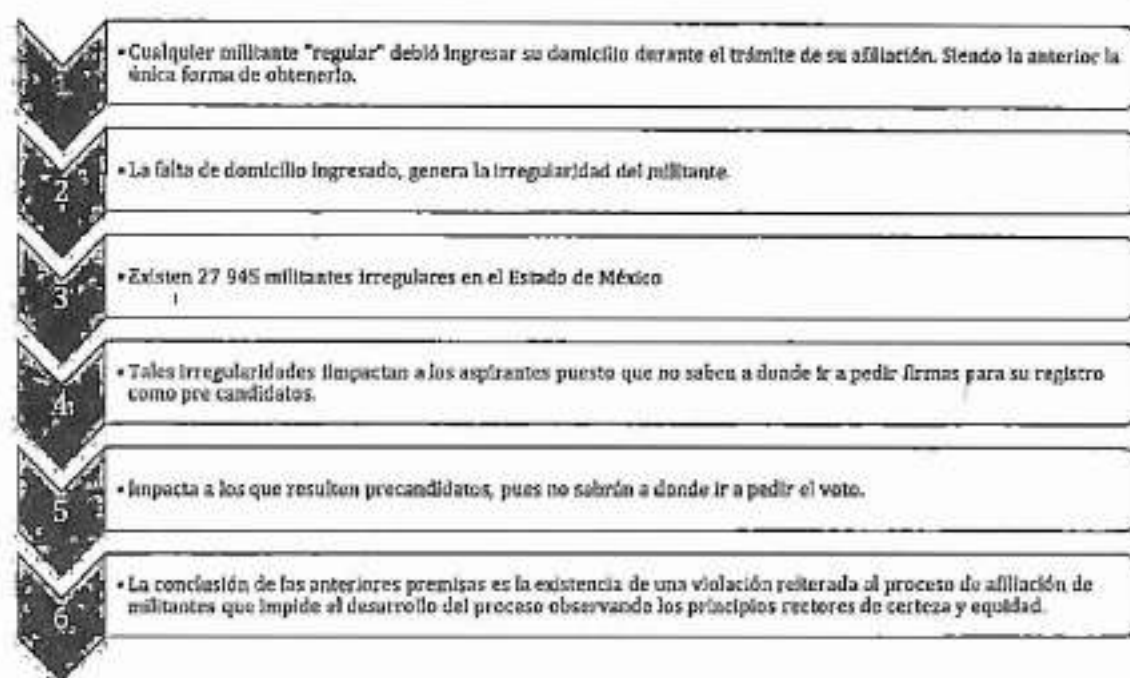 1
• Cualquier militante "regular" debió ingresar su domicilio durante el trámite de su afiliación. Siendo la anterior la
única forma de obtenerlo.
2
• La falta de domicilio ingresado, genera la irregularidad del militante.
3
• Existen 27 945 militantes irregulares en el Estado de México
4
• Tales irregularidades iimpactan a los aspirantes puesto que no saben a donde ir a pedir firmas para su registro
como pre candidatos.
5
• Impacta a los que resulten precandidatos, pues no sabrán a donde ir a pedir el voto.
6
• La conclusión de las anteriores premisas es la existencia de una violación reiterada al proceso de afiliación de
militantes que impide el desarrollo del proceso observando los principios rectores de certeza y equidad.